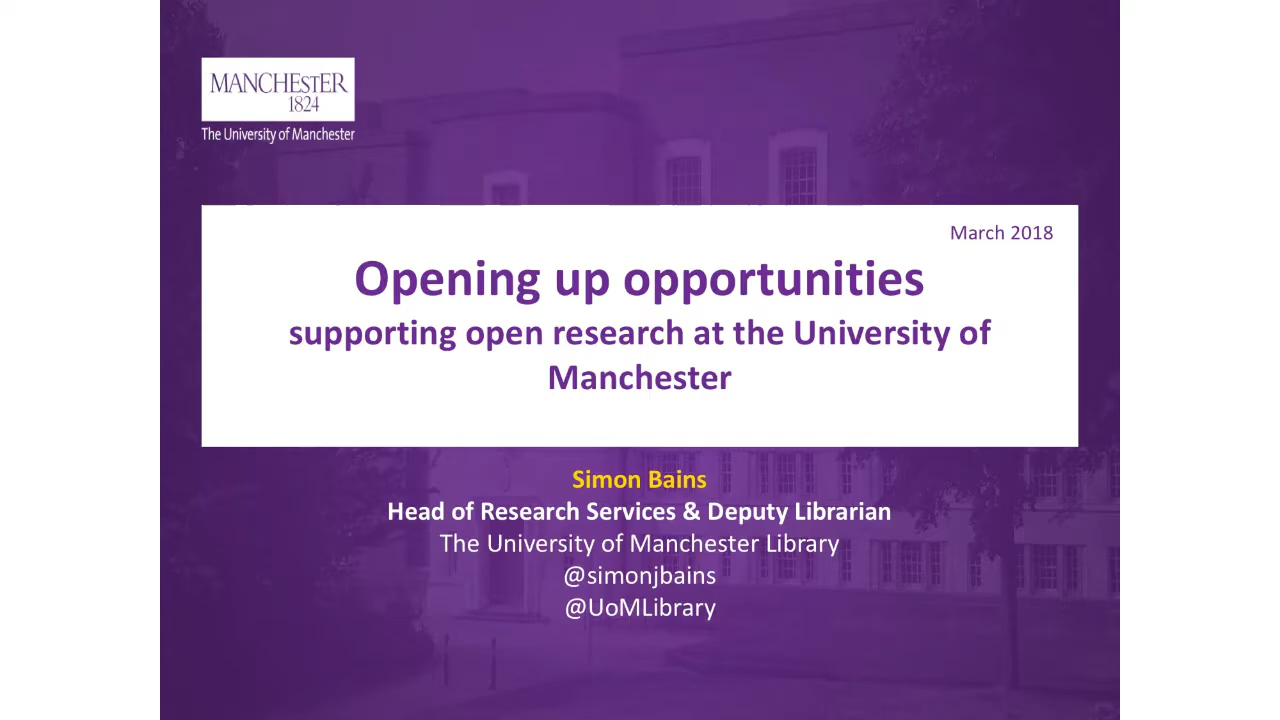 MANCHESTER
1824
The University of Manchester
March 2018
Opening up opportunities
supporting open research at the University of
Manchester
Simon Bains
Head of Research Services & Deputy Librarian
The University of Manchester Library
@simonjbains
@UoMLibrary